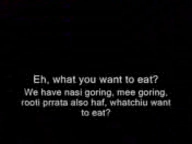 Eh, what you want to eat?
We have nasi goring, mee goring,
rooti prrata also haf, whatchiu want
to eat?